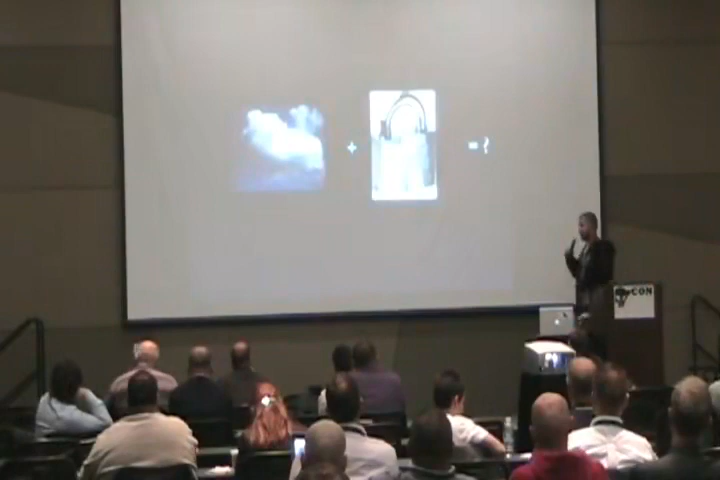 + = ?
CON